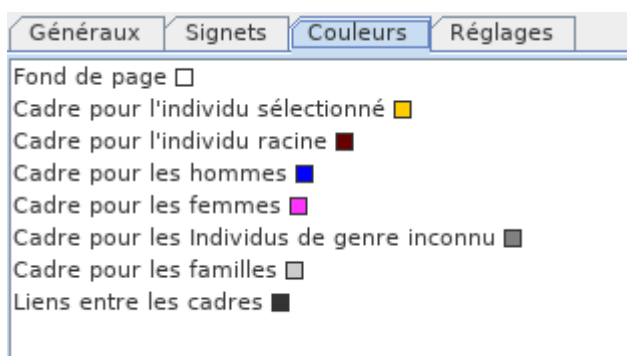 Généraux Signets Couleurs Réglages
Fond de page
Cadre pour l'individu sélectionné
Cadre pour l'individu racine
Cadre pour les hommes
Cadre pour les femmes
Cadre pour les Individus de genre inconnu
Cadre pour les familles
Liens entre les cadres